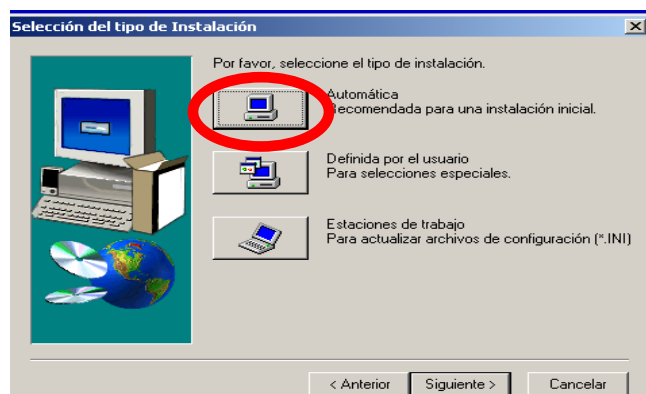 Selección del tipo de Instalación
Por favor, seleccione el tipo de instalación.
Automática
Recomendada para una instalación inicial.
Definida por el usuario
Para selecciones especiales.
Estaciones de trabajo
Para actualizar archivos de configuración (*.INI)
< Anterior
Siguiente >
Cancelar